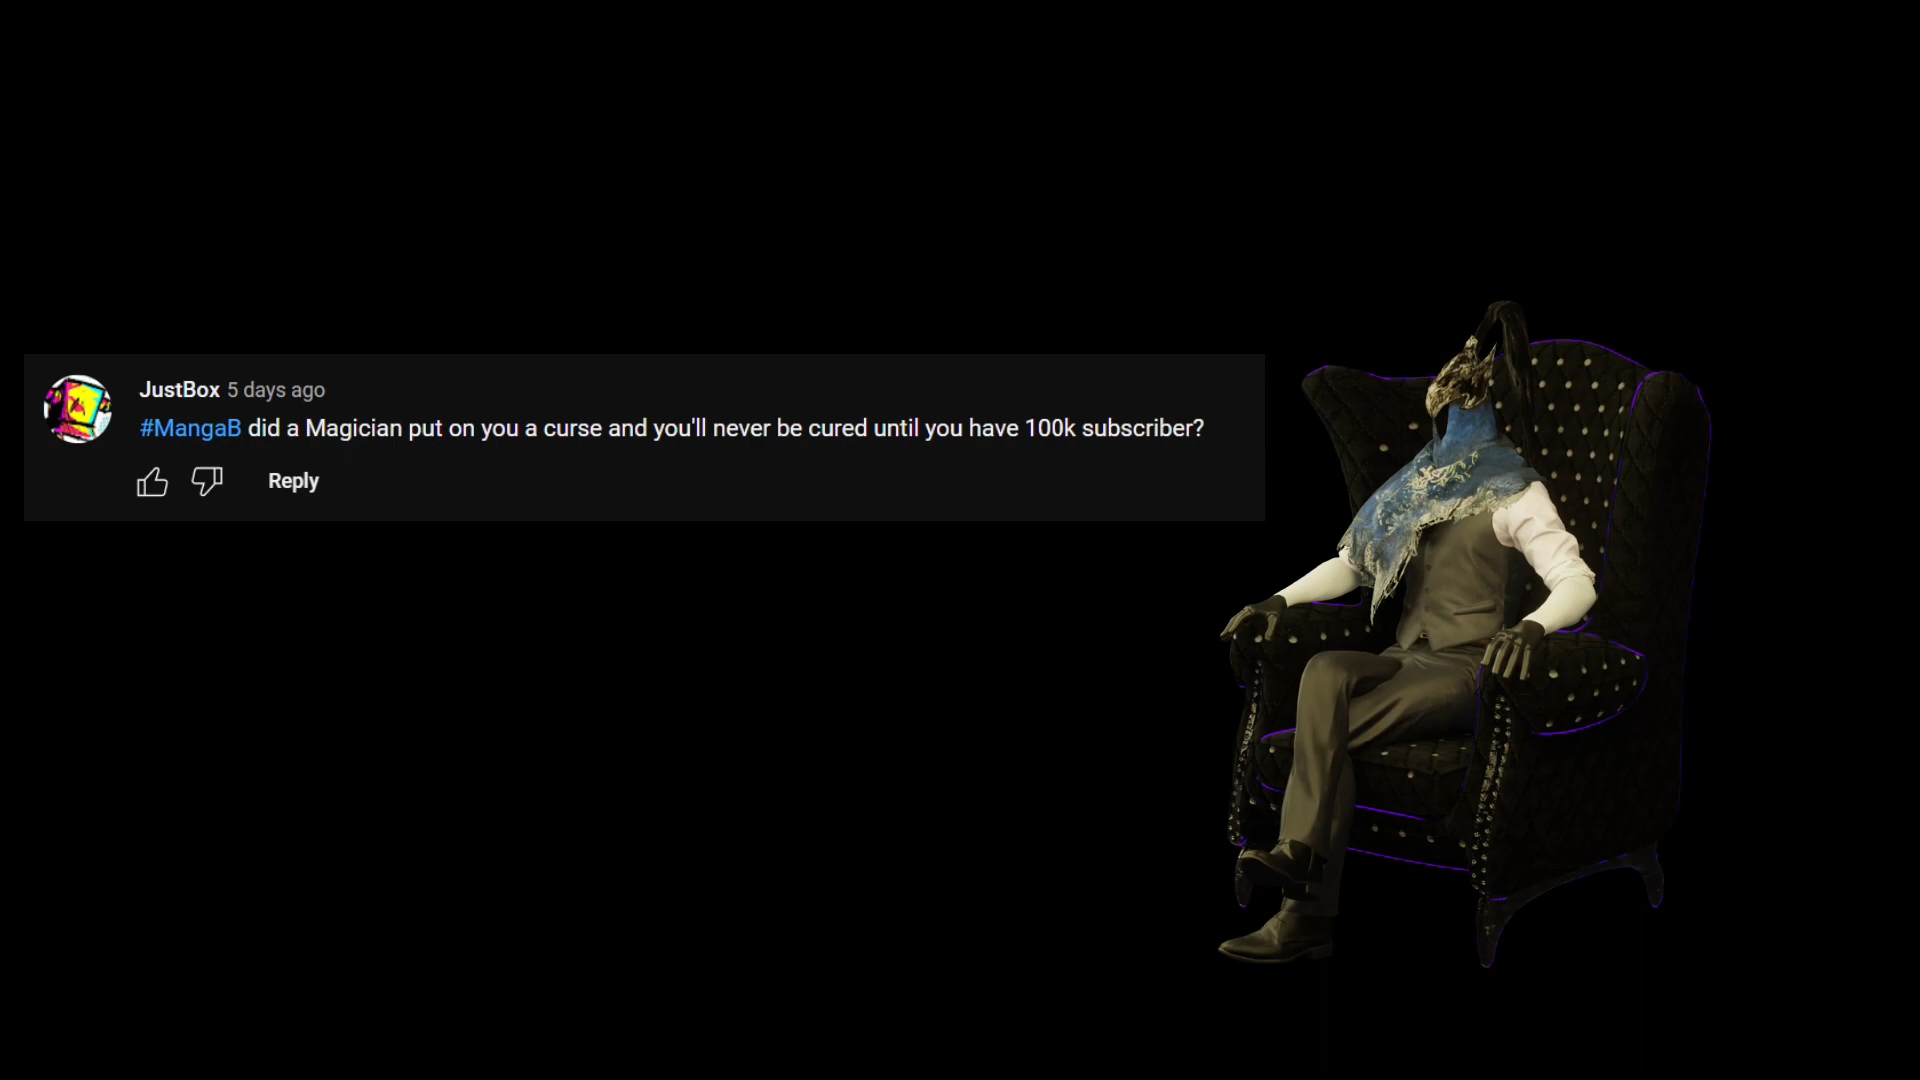 JustBox 5 days ago
#MangaB did a Magician put on you a curse and you'll never be cured until you have 100k subscriber?
Reply